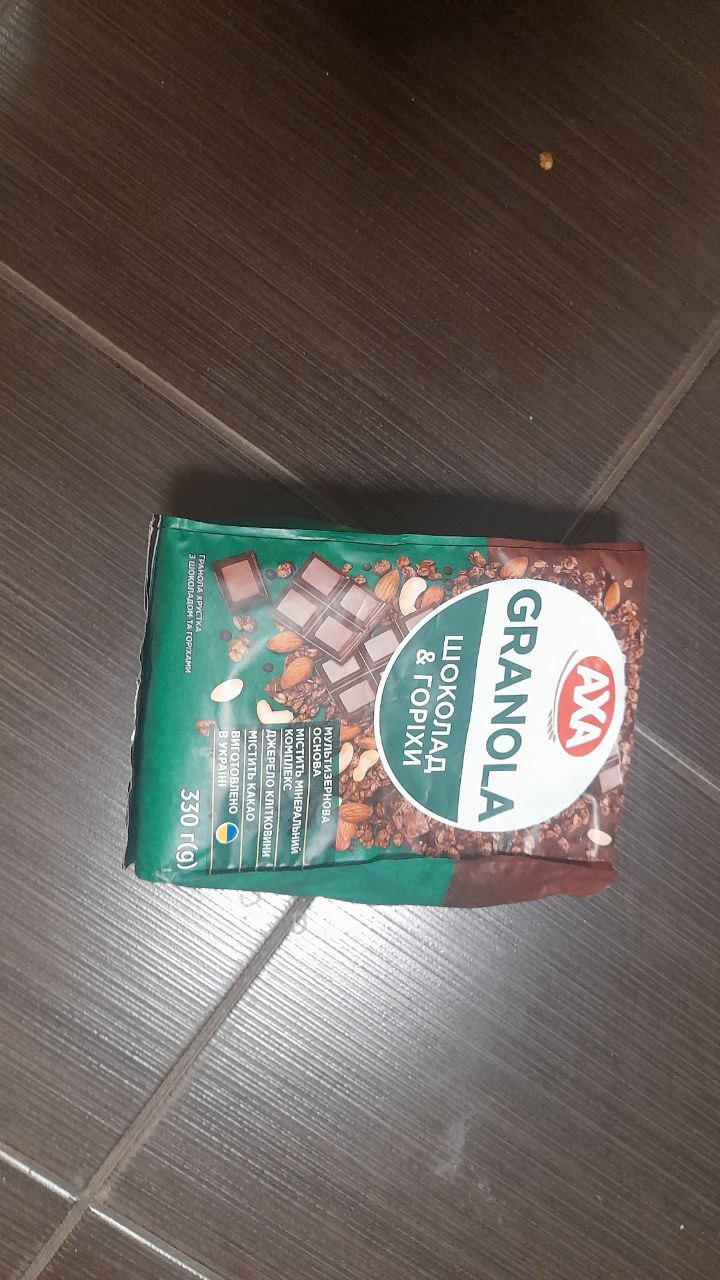 AXA
GRANOLA
ШОКОЛАД
& ГОРІХИ
МУЛЬТИЗЕРНОВА
ОСНОВА
МІСТИТЬ МІНЕРАЛЬНИЙ
КОМПЛЕКС
ДЖЕРЕЛО КЛІТКОВИНИ
МІСТИТЬ КАКАО
ВИГОТОВЛЕНО
В УКРАЇНІ
ГРАНОЛА ХРУСТКА
З ШОКОЛАДОМ ТА ГОРІХАМИ
330 г(g)